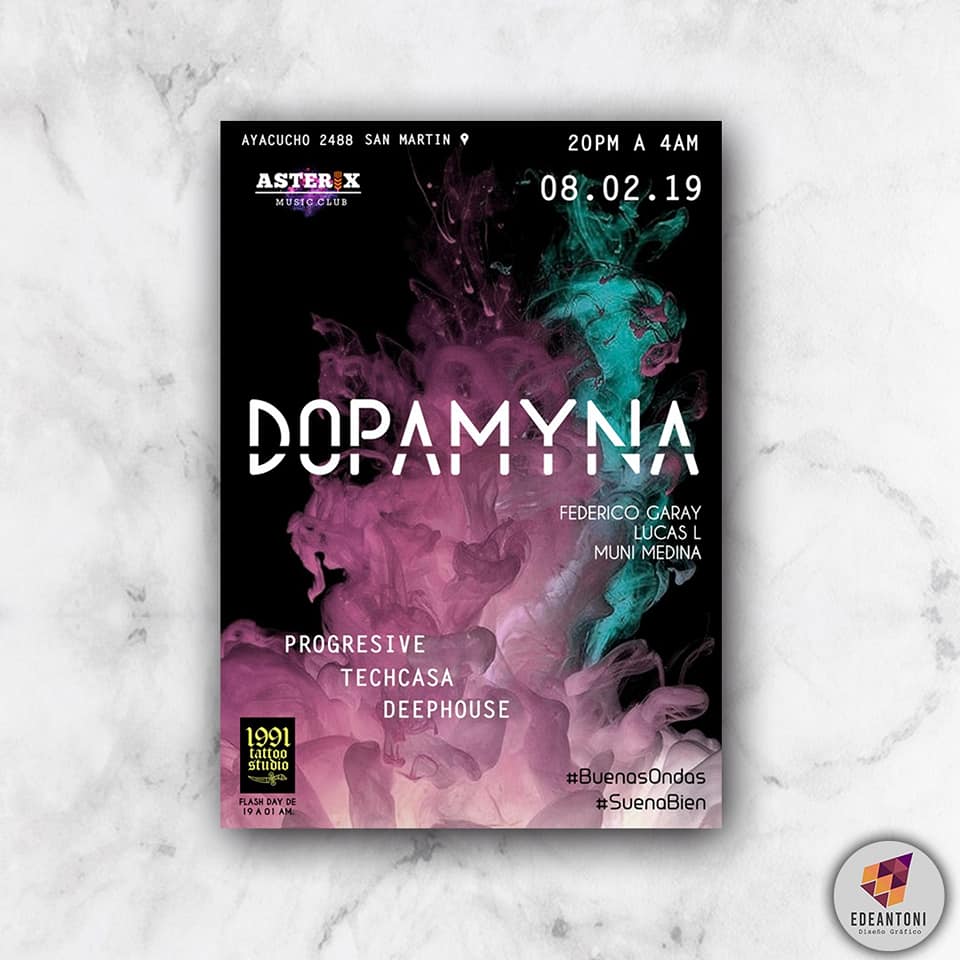 AYACUCHO 2488 SAN MARTIN
20PM A 4AM
ASTERIX
MUSIC.CLUB
08.02.19
DOPAMYNA
FEDERICO GARAY
LUCAS L
MUNI MEDINA
PROGRESIVE
TECHCASA
DEEPHOUSE
1991
tattoo
studio
FLASH DAY DE
19 A 01 AM.
#BuenasOndas
#SuenaBien
EDEANTONI
Diseño Gráfico